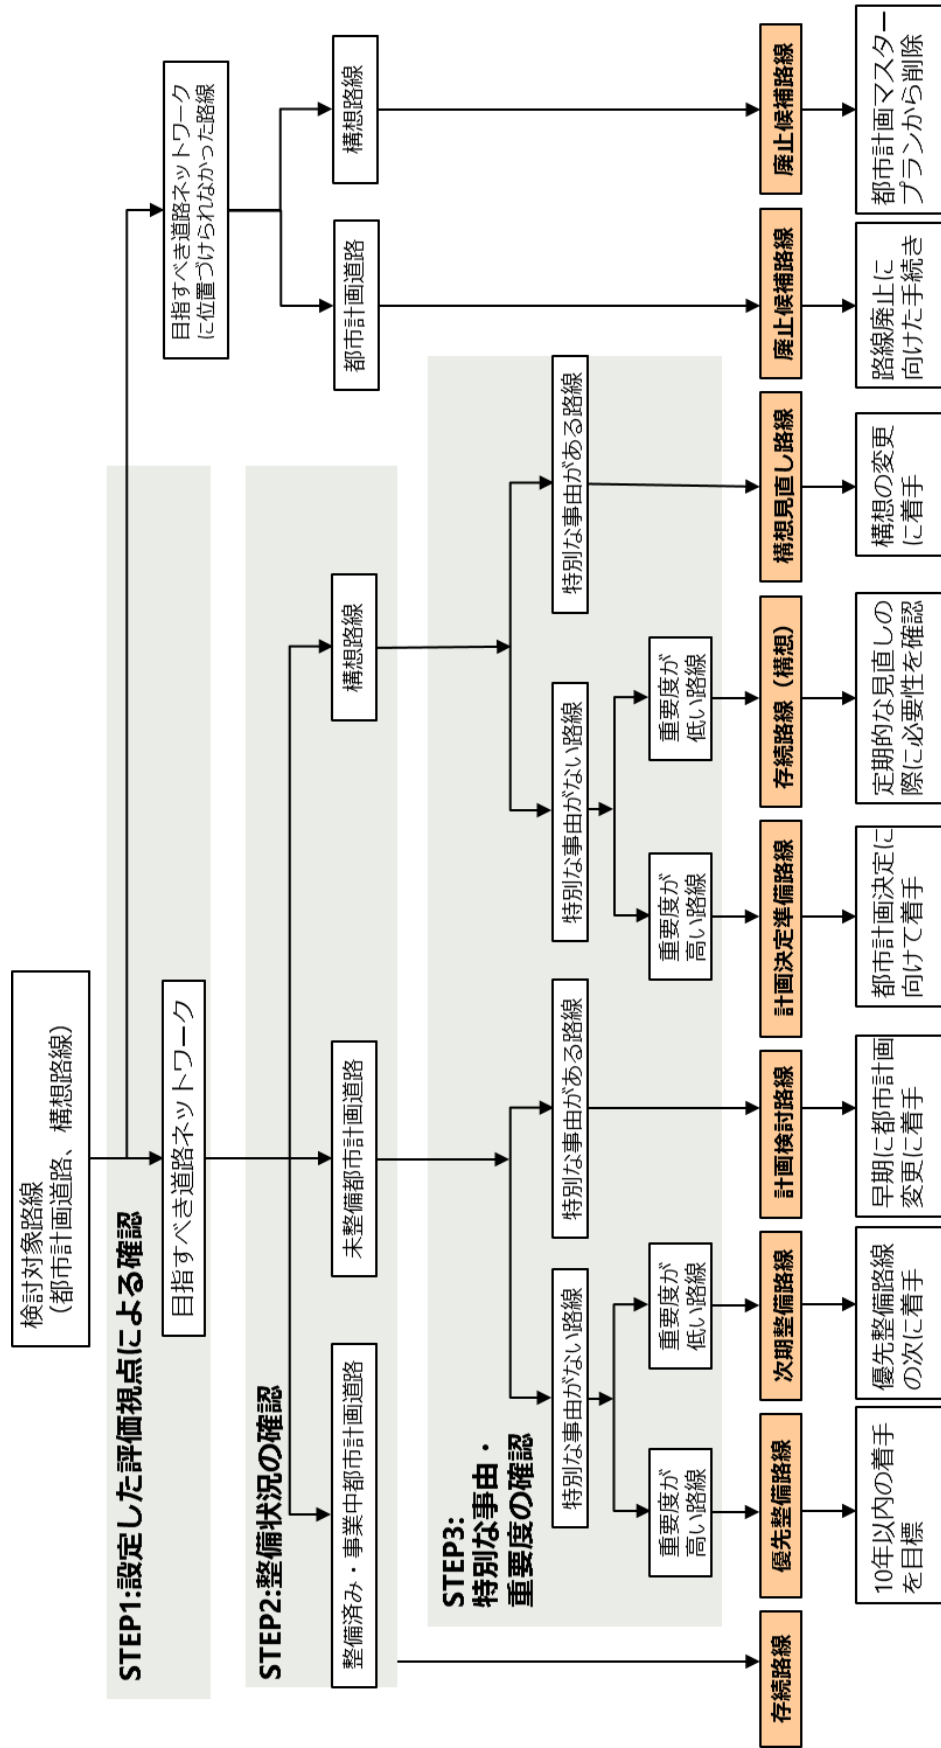 検討対象路線
(都市計画道路、構想路線)
STEP1:設定した評価視点による確認
目指すべき道路ネットワーク
目指すべき道路ネットワーク
に位置づけられなかった路線
STEP2:整備状況の確認
整備済み・事業中都市計画道路
未整備都市計画道路
構想路線
都市計画道路
構想路線
STEP3:
特別な事由・
重要度の確認
特別な事由がない路線
特別な事由がある路線
特別な事由がない路線
特別な事由がある路線
重要度が
高い路線
重要度が
低い路線
重要度が
高い路線
重要度が
低い路線
存続路線
優先整備路線
次期整備路線
計画検討路線
計画決定準備路線
存続路線(構想)
構想見直し路線
廃止候補路線
廃止候補路線
10年以内の着手
を目標
優先整備路線
の次に着手
早期に都市計画
変更に着手
都市計画決定に
向けて着手
定期的な見直しの
際に必要性を確認
構想の変更
に着手
路線廃止に
向けた手続き
都市計画マスター
プランから削除